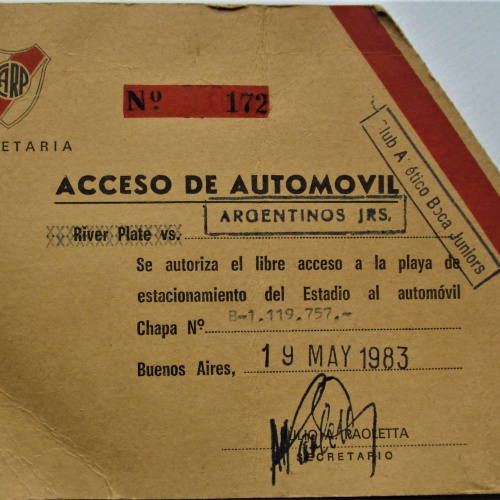 CARP
Nº 172
ETARIA
ACCESO DE AUTOMOVIL
River Plate vs. ARGENTINOS JRS.
Club Atlético Boca Juniors
Se autoriza el libre acceso a la playa de
estacionamiento del Estadio al automóvil
Chapa Nº B-1.119.757.-
Buenos Aires, 19 MAY 1983
RAOLETTA
SECRETARIO